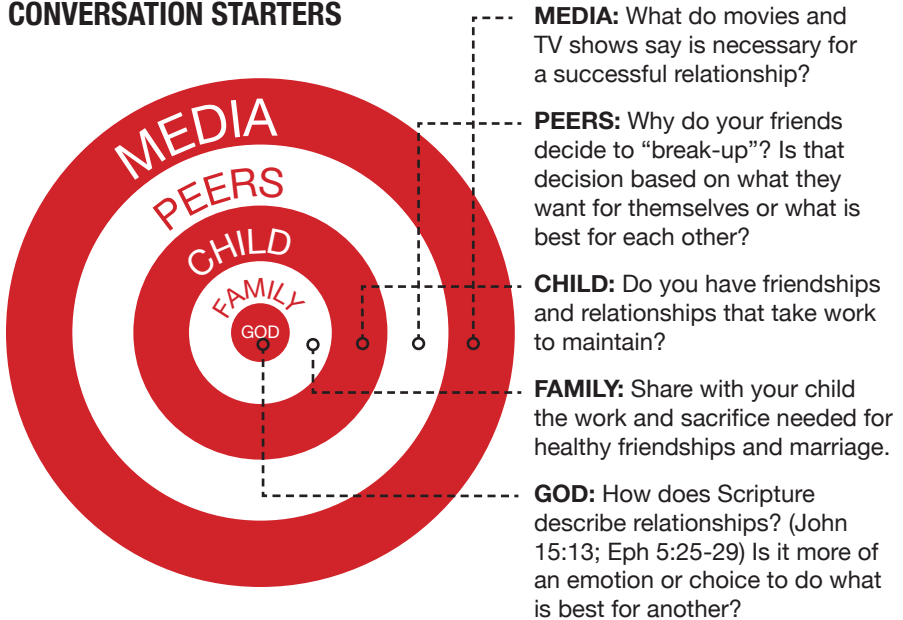 CONVERSATION STARTERS
MEDIA
PEERS
CHILD
FAMILY
GOD
MEDIA: What do movies and
TV shows say is necessary for
a successful relationship?
PEERS: Why do your friends
decide to “break-up”? Is that
decision based on what they
want for themselves or what is
best for each other?
CHILD: Do you have friendships
and relationships that take work
to maintain?
FAMILY: Share with your child
the work and sacrifice needed for
healthy friendships and marriage.
GOD: How does Scripture
describe relationships? (John
15:13; Eph 5:25-29) Is it more of
an emotion or choice to do what
is best for another?